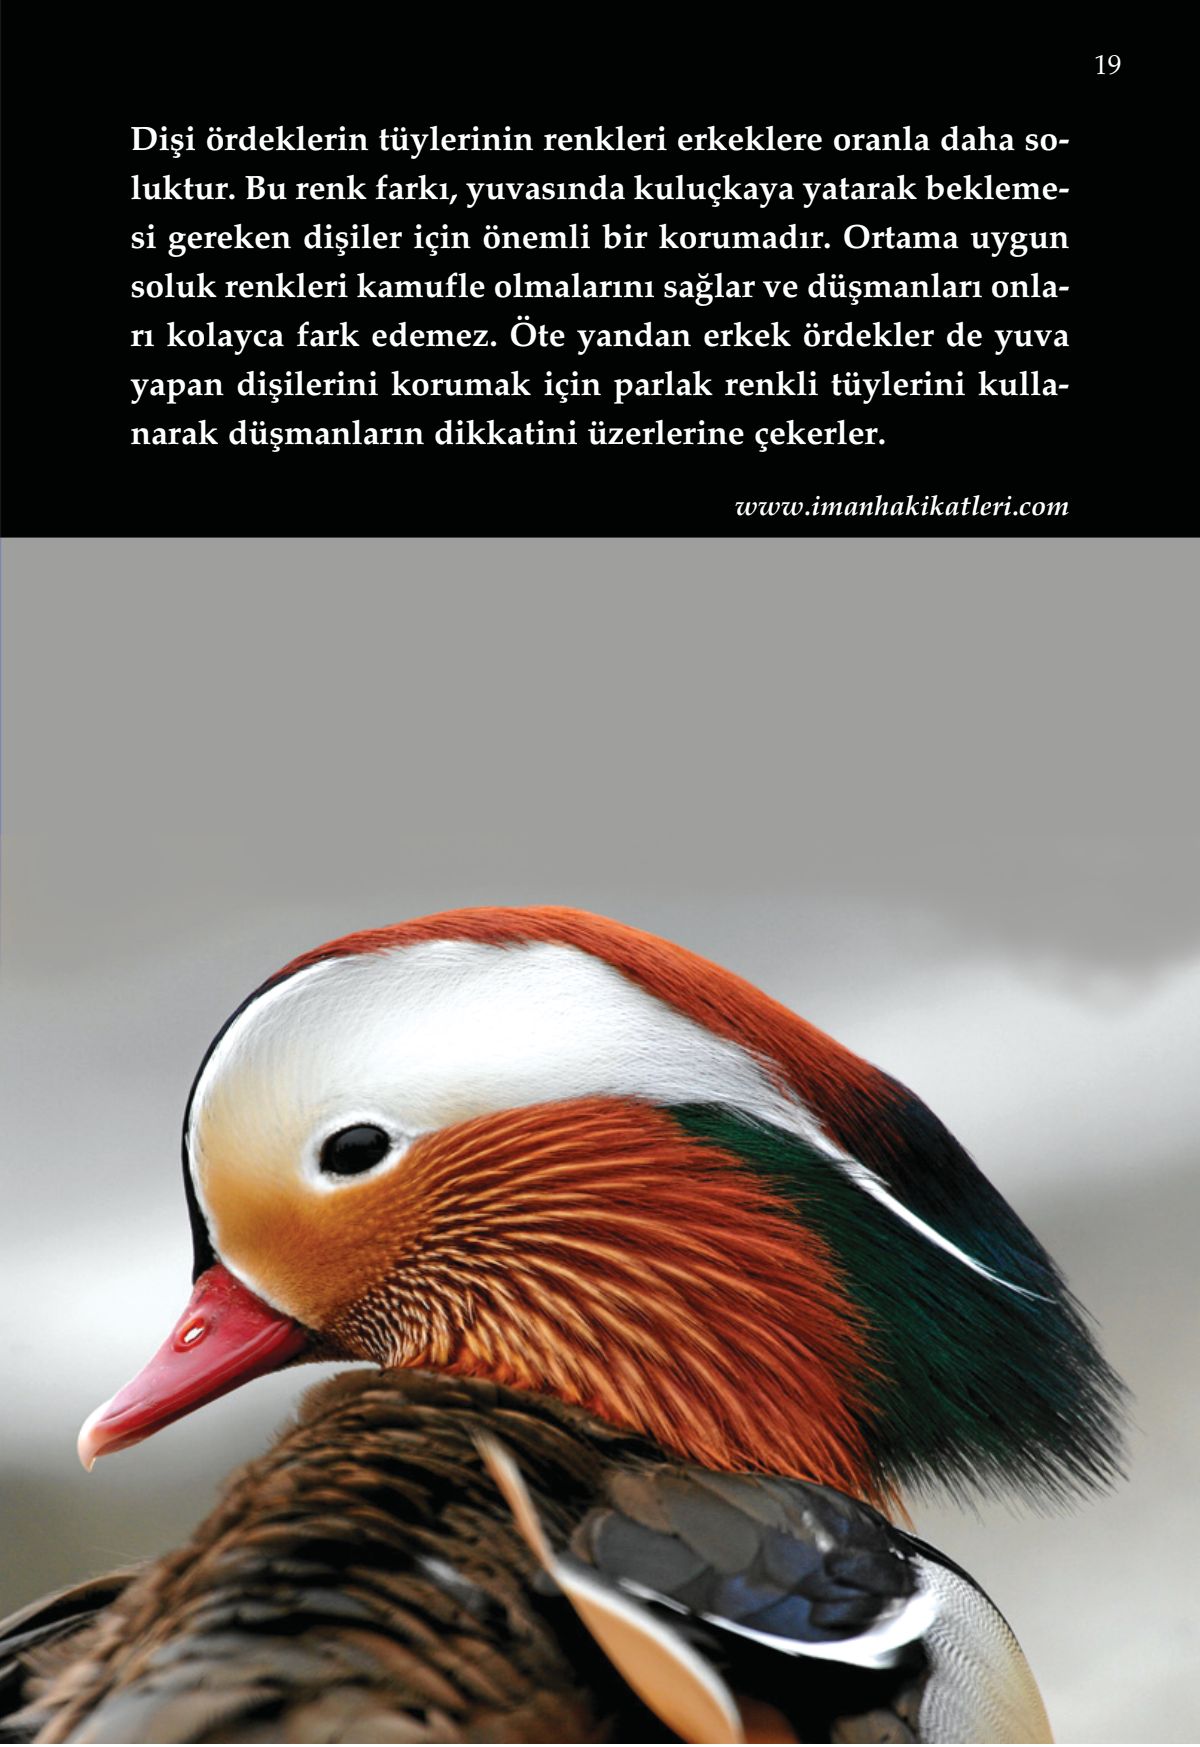 19
Dişi ördeklerin tüylerinin renkleri erkeklere oranla daha so-
luktur. Bu renk farkı, yuvasında kuluçkaya yatarak bekleme-
si gereken dişiler için önemli bir korumadır. Ortama uygun
soluk renkleri kamufle olmalarını sağlar ve düşmanları onla-
rı kolayca fark edemez. Öte yandan erkek ördekler de yuva
yapan dişilerini korumak için parlak renkli tüylerini kulla-
narak düşmanların dikkatini üzerlerine çekerler.
www.imanhakikatleri.com